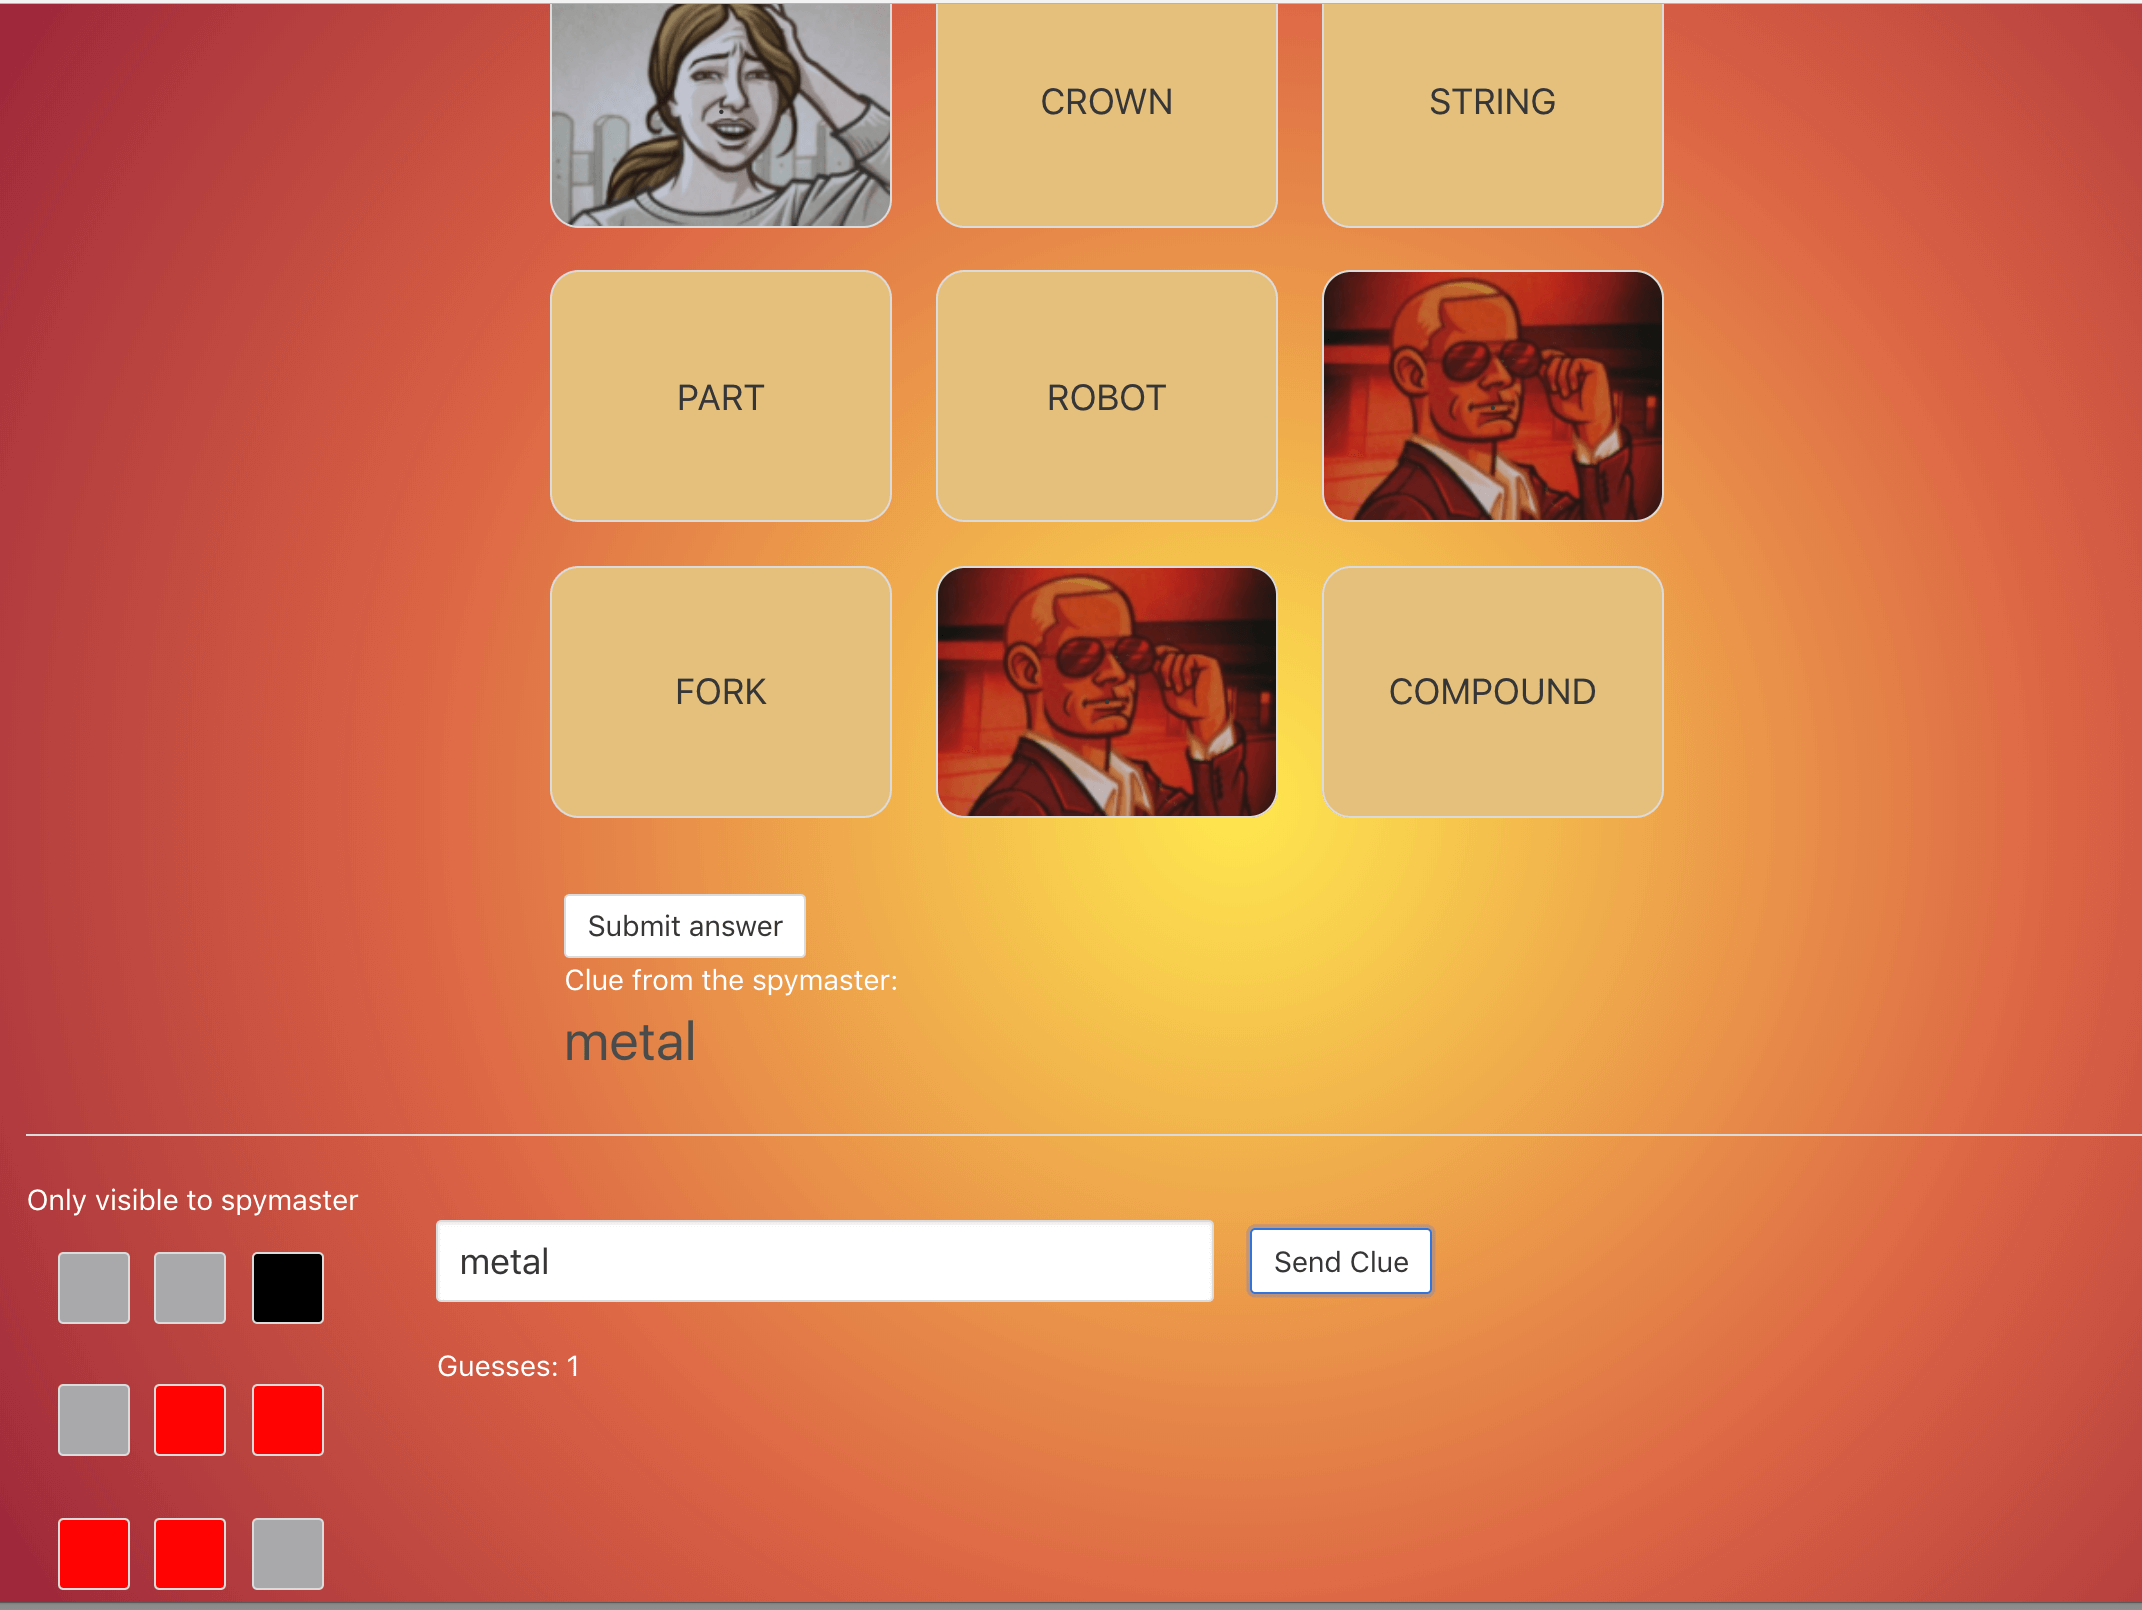 CROWN
STRING
PART
ROBOT
FORK
COMPOUND
Submit answer
Clue from the spymaster:
metal
Only visible to spymaster
metal
Send Clue
Guesses: 1